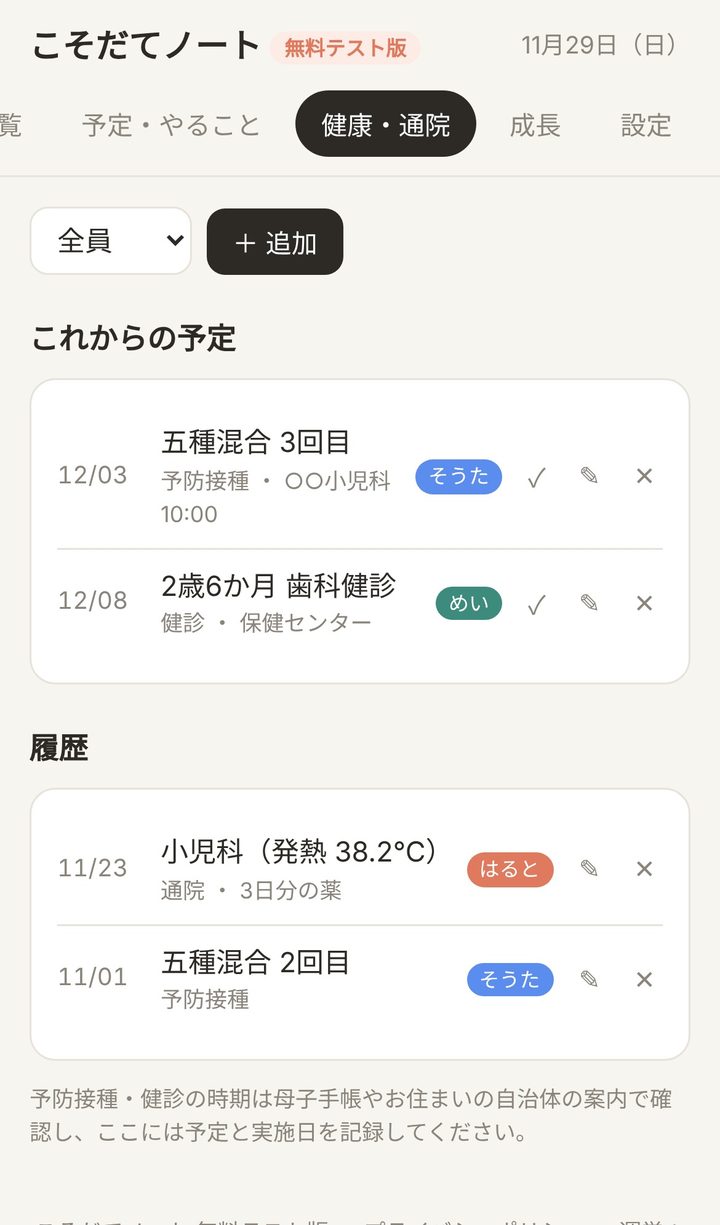 こそだてノート 無料テスト版 11月29日（日）
覧 予定・やること 健康・通院 成長 設定
全員 ＋ 追加
これからの予定
五種混合 3回目
12/03 予防接種 ・ 〇〇小児科 そうた ✓ ✎ ×
10:00
2歳6か月 歯科健診
12/08 健診 ・ 保健センター めい ✓ ✎ ×
履歴
小児科（発熱 38.2℃）
11/23 通院 ・ 3日分の薬 はると ✎ ×
五種混合 2回目
11/01 予防接種 そうた ✎ ×
予防接種・健診の時期は母子手帳やお住まいの自治体の案内で確
認し、ここには予定と実施日を記録してください。